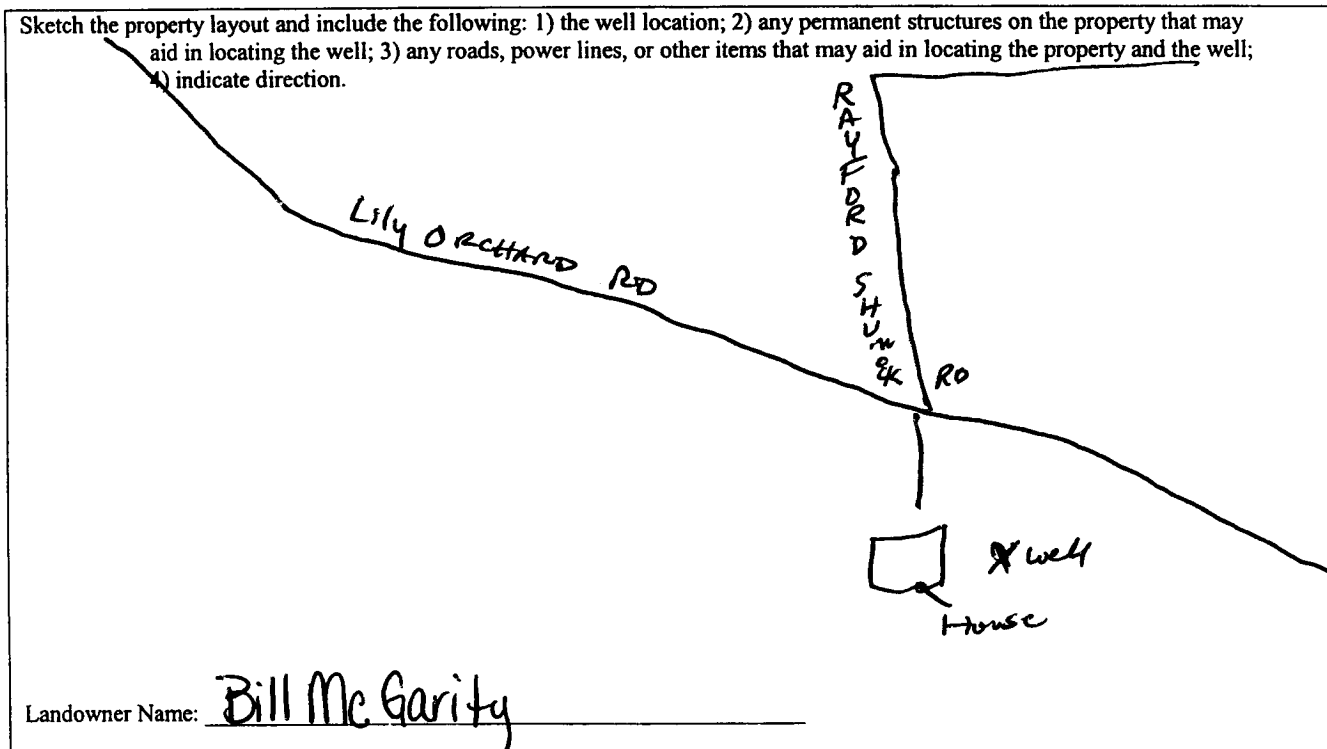 Sketch the property layout and include the following: 1) the well location; 2) any permanent structures on the property that may
aid in locating the well; 3) any roads, power lines, or other items that may aid in locating the property and the well;
4) indicate direction.
Lily ORCHARD RD
RAYFORD SHUMOCK RD
X well
House
Landowner Name: Bill McGarity